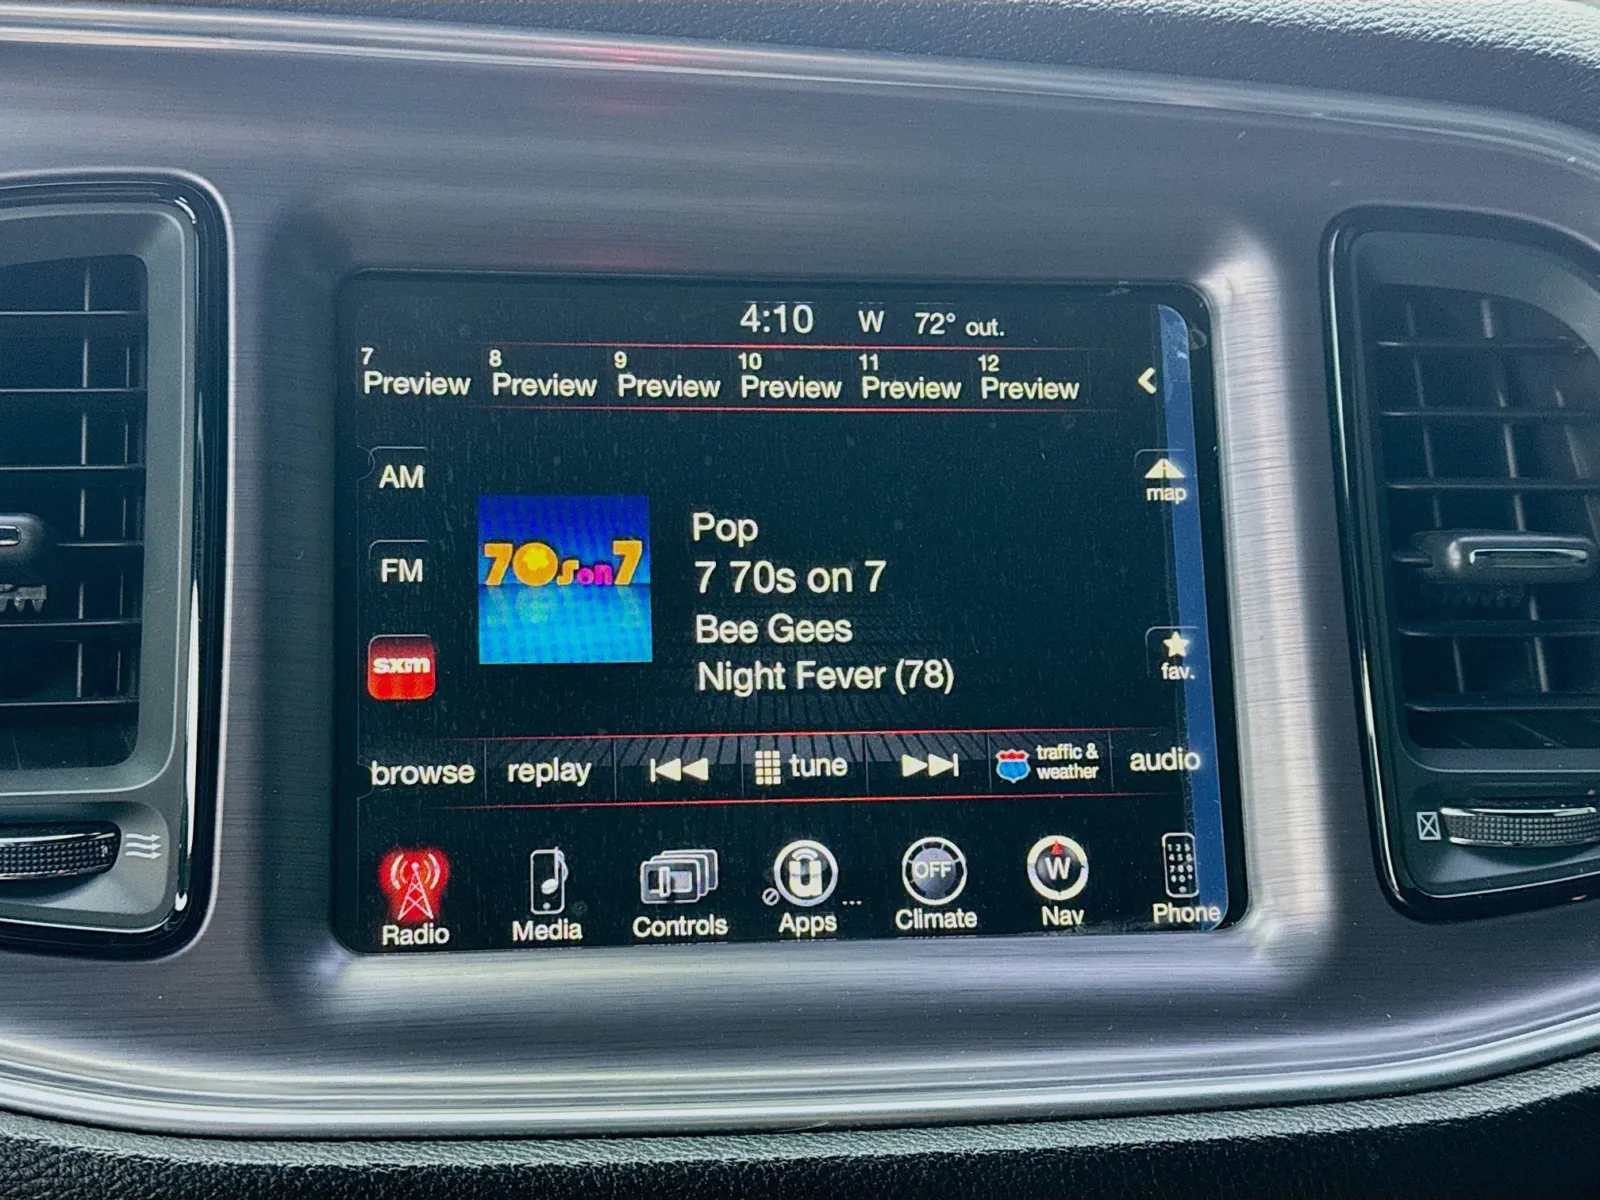 4:10 W 72° out.
7 8 9 10 11 12
Preview Preview Preview Preview Preview Preview
AM
map
70s on 7
Pop
FM
7 70s on 7
Bee Gees
sxm
Night Fever (78)
fav.
browse replay tune traffic & weather audio
OFF
W
Radio Media Controls Apps ... Climate Nav Phone